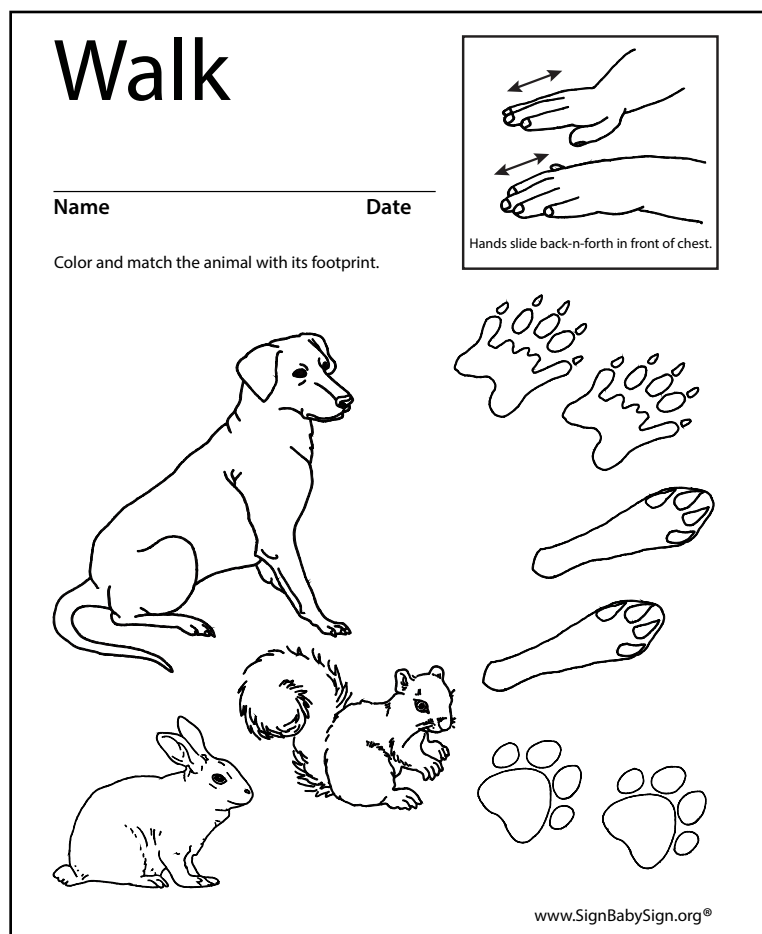 Walk
Name Date
Hands slide back-n-forth in front of chest.
Color and match the animal with its footprint.
www.SignBabySign.org®